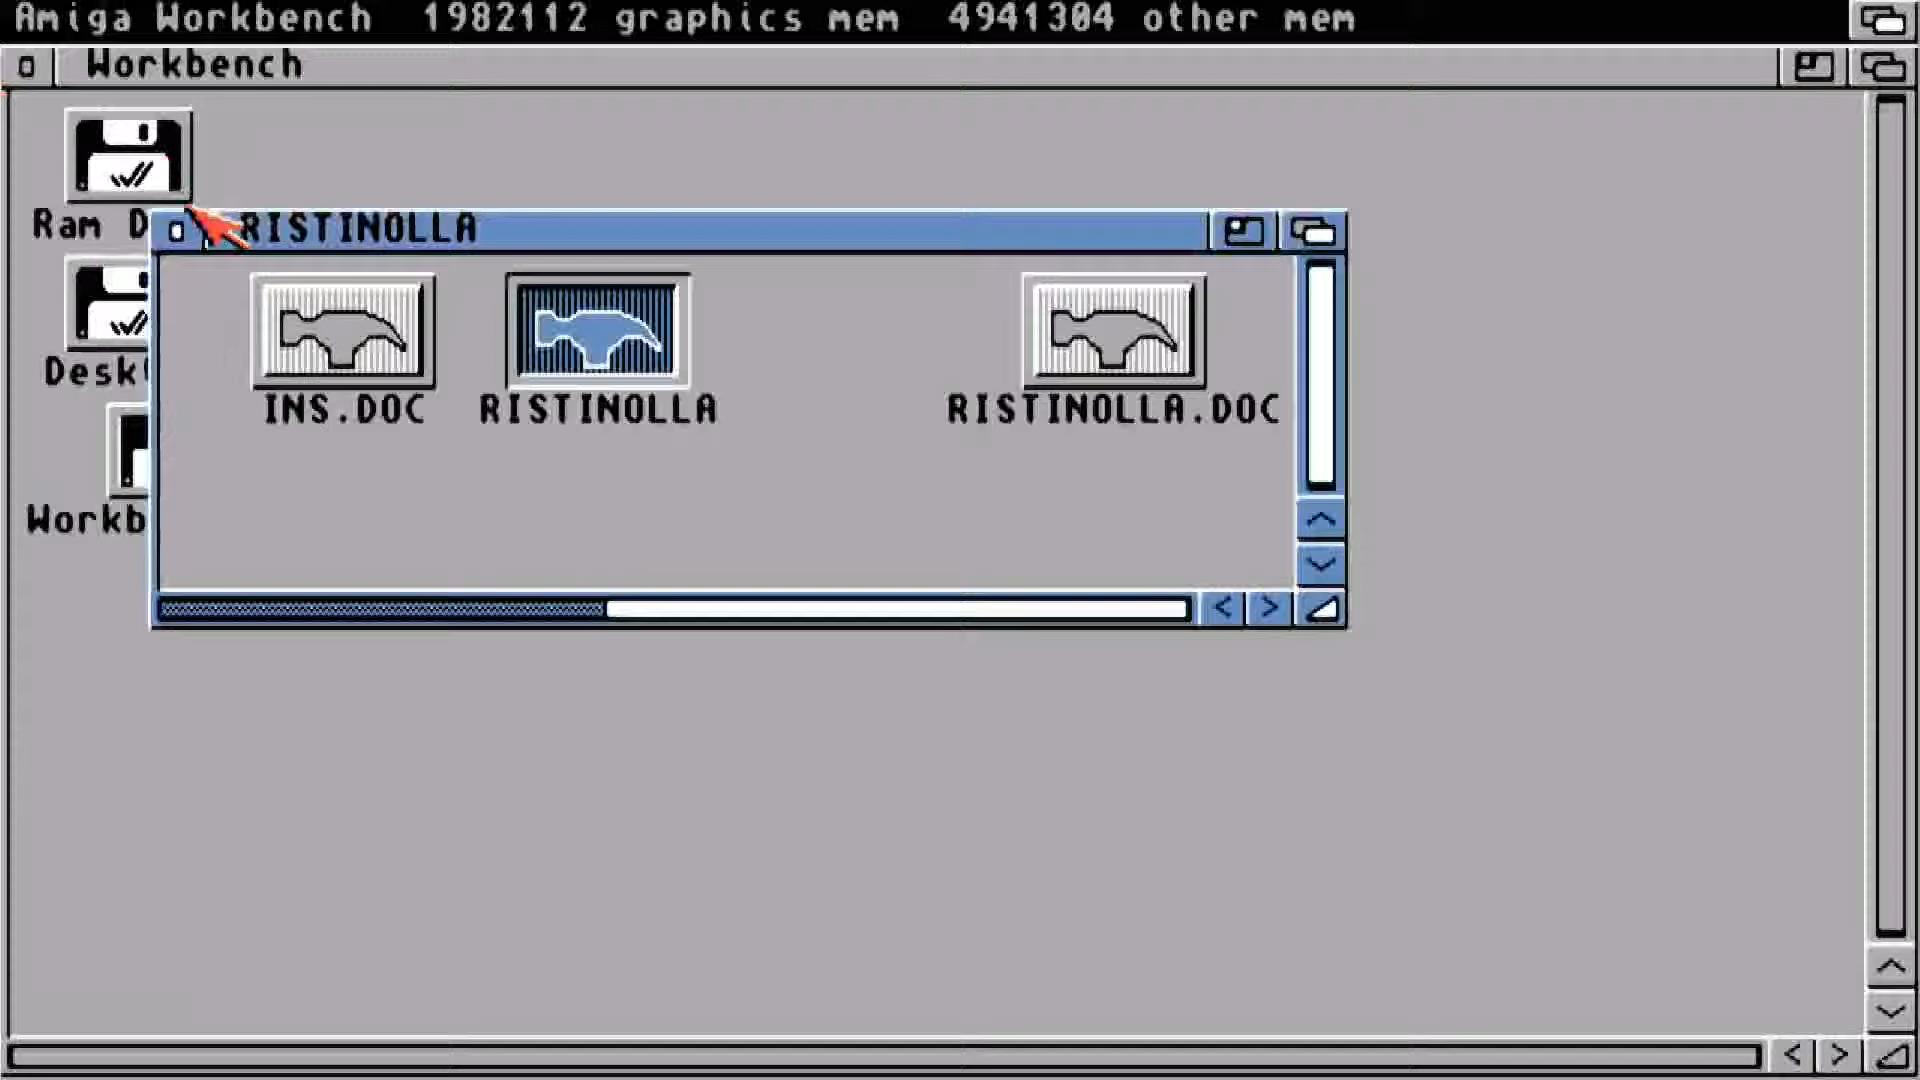 Amiga Workbench 1982112 graphics mem 4941304 other mem
Workbench
Ram D
RISTINOLLA
INS.DOC RISTINOLLA RISTINOLLA.DOC
Desk
Workb